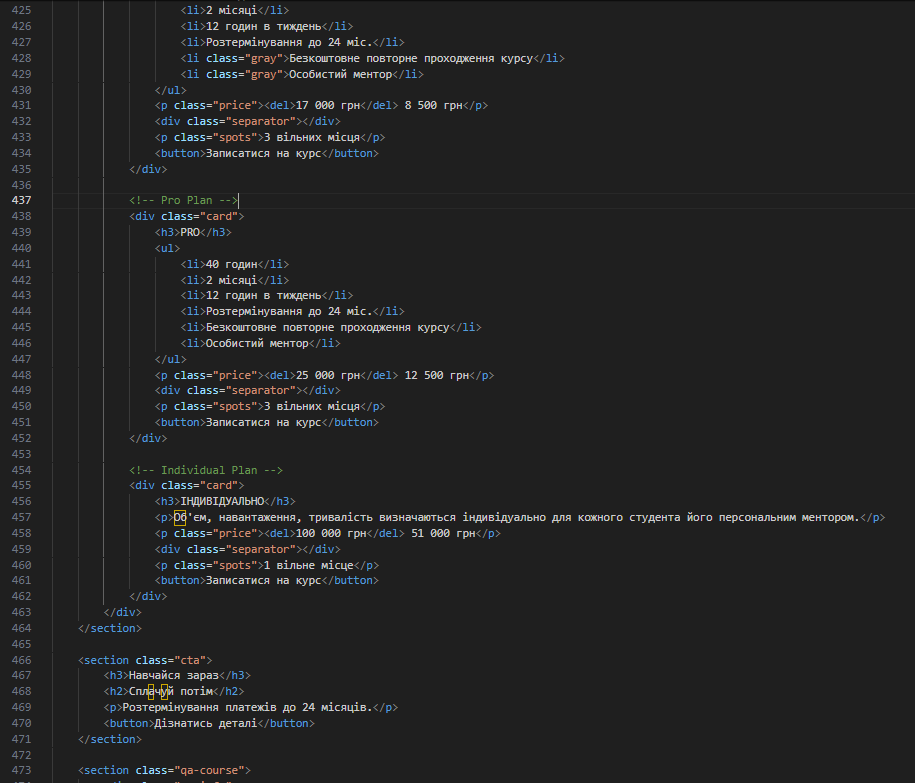 425 <li>2 місяці</li>
426 <li>12 годин в тиждень</li>
427 <li>Розтермінування до 24 міс.</li>
428 <li class="gray">Безкоштовне повторне проходження курсу</li>
429 <li class="gray">Особистий ментор</li>
430 </ul>
431 <p class="price"><del>17 000 грн</del> 8 500 грн</p>
432 <div class="separator"></div>
433 <p class="spots">3 вільних місця</p>
434 <button>Записатися на курс</button>
435 </div>
436
437 <!-- Pro Plan -->
438 <div class="card">
439 <h3>PRO</h3>
440 <ul>
441 <li>40 годин</li>
442 <li>2 місяці</li>
443 <li>12 годин в тиждень</li>
444 <li>Розтермінування до 24 міс.</li>
445 <li>Безкоштовне повторне проходження курсу</li>
446 <li>Особистий ментор</li>
447 </ul>
448 <p class="price"><del>25 000 грн</del> 12 500 грн</p>
449 <div class="separator"></div>
450 <p class="spots">3 вільних місця</p>
451 <button>Записатися на курс</button>
452 </div>
453
454 <!-- Individual Plan -->
455 <div class="card">
456 <h3>ІНДИВІДУАЛЬНО</h3>
457 <p>Об'єм, навантаження, тривалість визначаються індивідуально для кожного студента його персональним ментором.</p>
458 <p class="price"><del>100 000 грн</del> 51 000 грн</p>
459 <div class="separator"></div>
460 <p class="spots">1 вільне місце</p>
461 <button>Записатися на курс</button>
462 </div>
463 </div>
464 </section>
465
466 <section class="cta">
467 <h3>Навчайся зараз</h3>
468 <h2>Сплачуй потім</h2>
469 <p>Розтермінування платежів до 24 місяців.</p>
470 <button>Дізнатись деталі</button>
471 </section>
472
473 <section class="qa-course">